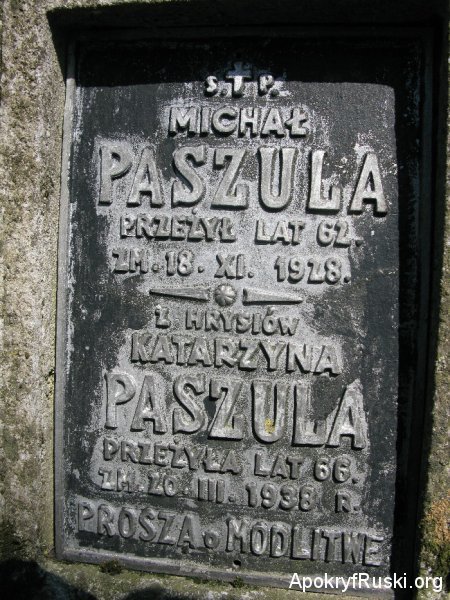 Ś. † P.
MICHAŁ
PASZULA
PRZEŻYŁ LAT 62.
ZM. 18. XI. 1928.
Z HRYSIÓW
KATARZYNA
PASZULA
PRZEŻYŁA LAT 66.
ZM. 20. III. 1938 R.
PROSZĄ o MODLITWĘ
ApokryfRuski.org